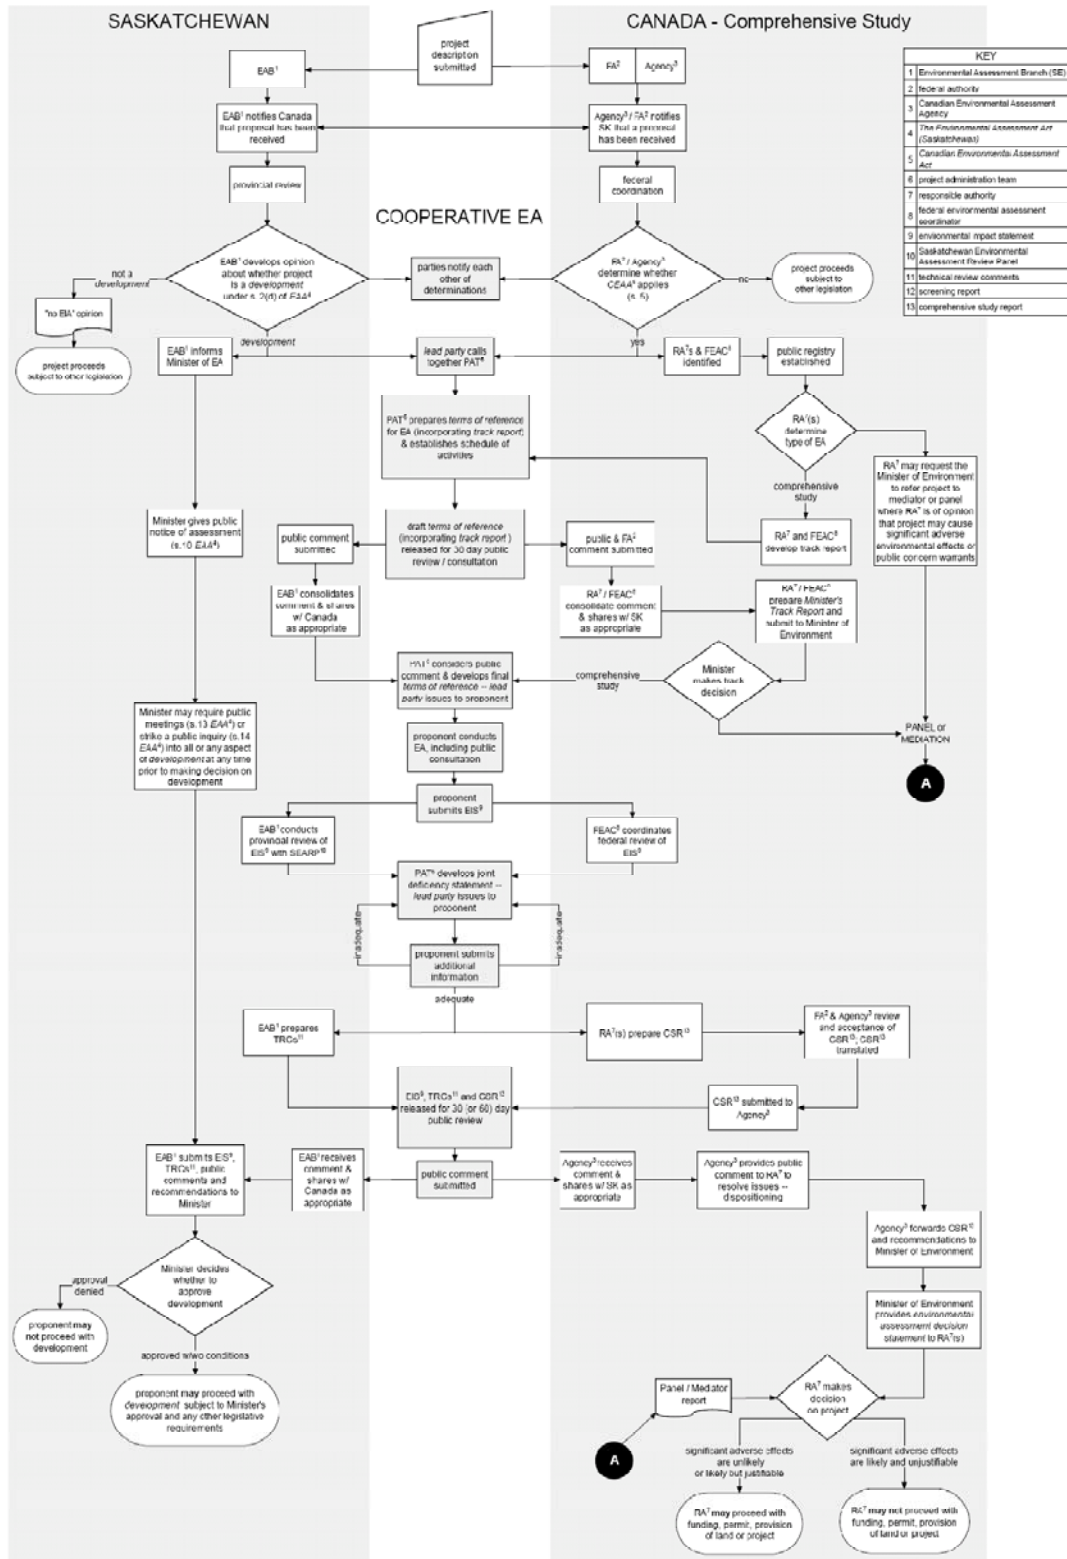 SASKATCHEWAN
CANADA - Comprehensive Study
project
description
submitted
EAB¹
FA²
Agency³
KEY
1 Environmental Assessment Branch (SE)
2 federal authority
3 Canadian Environmental Assessment
Agency
4 The Environmental Assessment Act
(Saskatchewan)
5 Canadian Environmental Assessment
Act
6 project administration team
7 responsible authority
8 federal environmental assessment
coordinator
9 environmental impact statement
10 Saskatchewan Environmental
Assessment Review Panel
11 technical review comments
12 screening report
13 comprehensive study report
EAB¹ notifies Canada
that proposal has been
received
Agency³ / FA² notifies
SK that a proposal
has been received
provincial review
federal
coordination
COOPERATIVE EA
EAB¹ develops opinion
about whether project
is a development
under s. 2(d) of EAA⁴
parties notify each
other of
determinations
FA² / Agency³
determine whether
CEAA⁵ applies
(s. 5)
no
project proceeds
subject to
other legislation
not a
development
"no EIA" opinion
project proceeds
subject to other legislation
development
yes
EAB¹ informs
Minister of EA
lead party calls
together PAT⁶
RA⁷s & FEAC⁸
identified
public registry
established
PAT⁶ prepares terms of reference
for EA (incorporating track report)
& establishes schedule of
activities
RA⁷(s)
determine
type of EA
comprehensive
study
RA⁷ may request the
Minister of Environment
to refer project to
mediator or panel
where RA⁷ is of opinion
that project may cause
significant adverse
environmental effects or
public concern warrants
Minister gives public
notice of assessment
(s.10 EAA⁴)
public comment
submitted
draft terms of reference
(incorporating track report)
released for 30 day public
review / consultation
public & FA²
comment submitted
RA⁷ and FEAC⁸
develop track report
EAB¹ consolidates
comment & shares
w/ Canada
as appropriate
RA⁷ / FEAC⁸
consolidate comment
& shares w/ SK
as appropriate
RA⁷ / FEAC⁸
prepare Minister's
Track Report and
submit to Minister of
Environment
PAT⁶ considers public
comment & develops final
terms of reference -- lead
party issues to proponent
comprehensive
study
Minister
makes track
decision
PANEL or
MEDIATION
A
Minister may require public
meetings (s.13 EAA⁴) or
strike a public inquiry (s.14
EAA⁴) into all or any aspect
of development at any time
prior to making decision on
development
proponent conducts
EA, including public
consultation
proponent
submits EIS⁹
EAB¹ conducts
provincial review of
EIS⁹ with SEARP¹⁰
FEAC⁸ coordinates
federal review of
EIS⁹
PAT⁶ develops joint
deficiency statement --
lead party issues to
proponent
inadequate
inadequate
proponent submits
additional
information
adequate
EAB¹ prepares
TRCs¹¹
RA⁷(s) prepare CSR¹³
FA² & Agency³ review
and acceptance of
CSR¹³; CSR¹³
translated
EIS⁹, TRCs¹¹ and CSR¹³
released for 30 (or 60) day
public review
CSR¹³ submitted to
Agency³
EAB¹ submits EIS⁹,
TRCs¹¹, public
comments and
recommendations to
Minister
EAB¹ receives
comment &
shares w/
Canada as
appropriate
public comment
submitted
Agency³ receives
comment &
shares w/ SK as
appropriate
Agency³ provides public
comment to RA⁷ to
resolve issues --
dispositioning
Agency³ forwards CSR¹³
and recommendations to
Minister of Environment
Minister decides
whether to
approve
development
approval
denied
proponent may
not proceed with
development
Minister of Environment
provides environmental
assessment decision
statement to RA⁷(s)
approved w/wo conditions
proponent may proceed with
development subject to Minister's
approval and any other legislative
requirements
Panel / Mediator
report
RA⁷ makes
decision
on project
A
significant adverse effects
are unlikely
or likely but justifiable
significant adverse effects
are likely and unjustifiable
RA⁷ may proceed with
funding, permit, provision
of land or project
RA⁷ may not proceed with
funding, permit, provision
of land or project